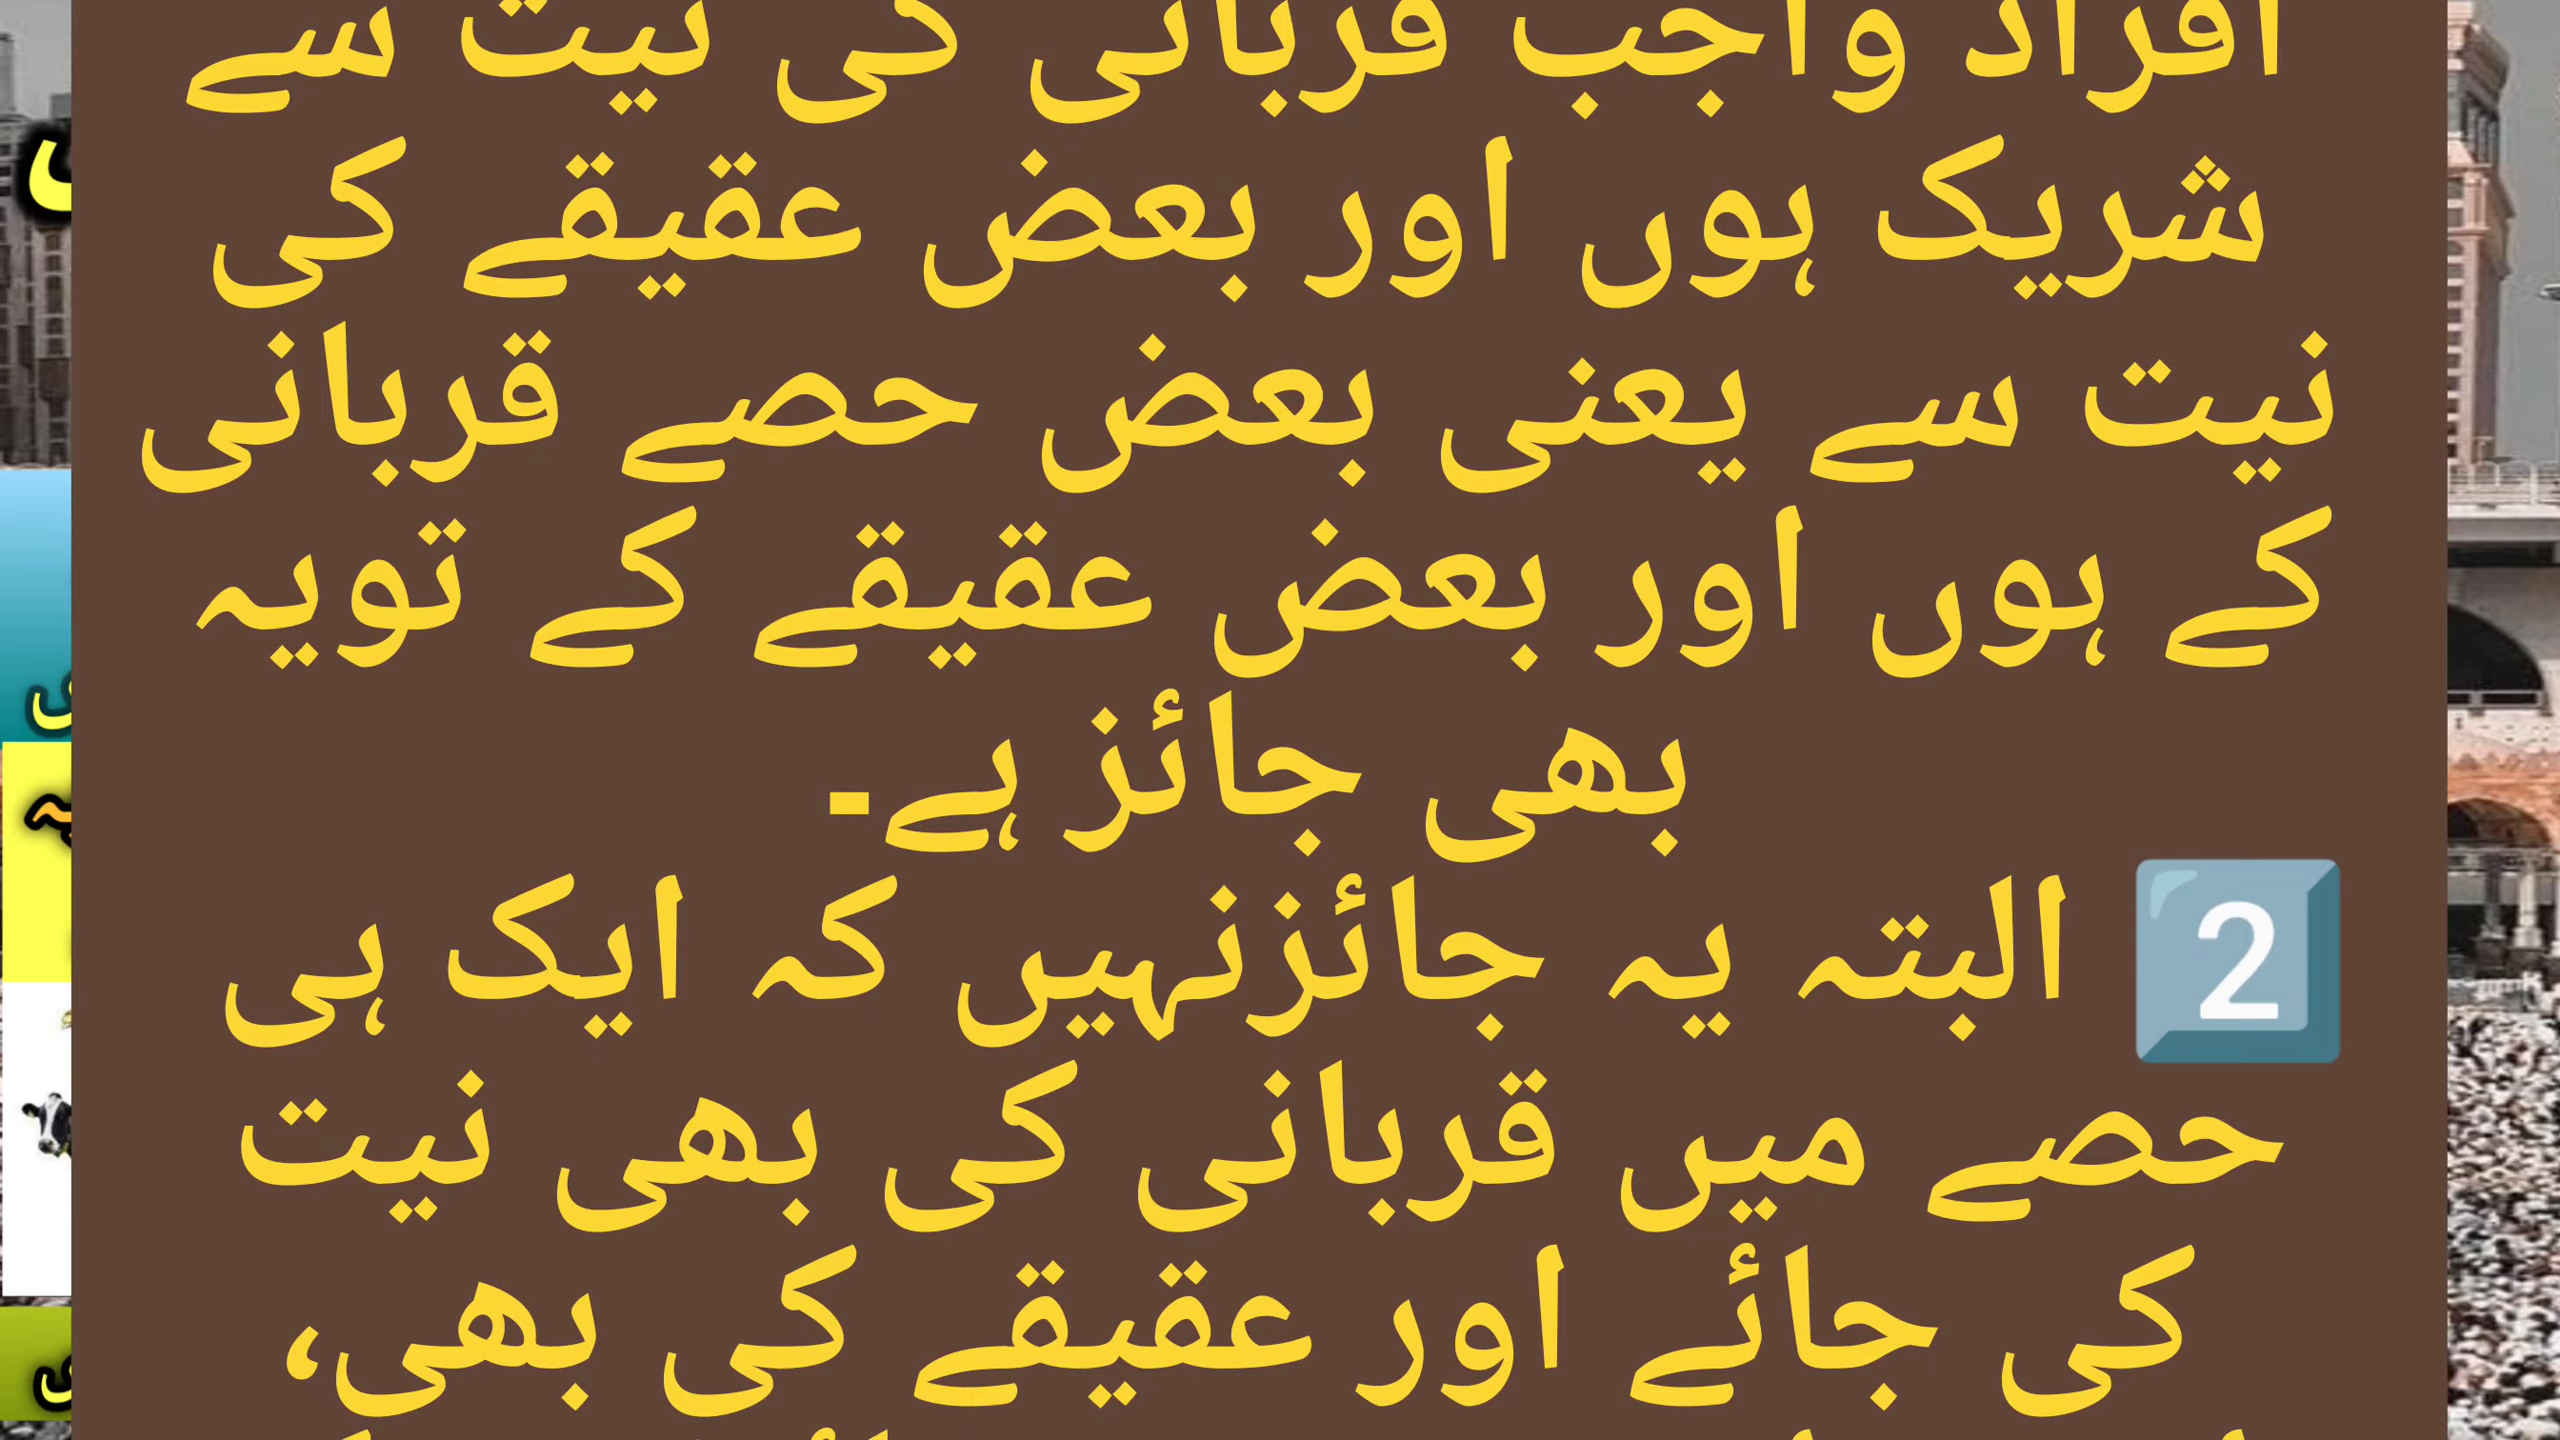 افراد واجب قربانی کی نیت سے
شریک ہوں اور بعض عقیقے کی
نیت سے یعنی بعض حصے قربانی
کے ہوں اور بعض عقیقے کے تویہ
بھی جائز ہے۔
2 البتہ یہ جائزنہیں کہ ایک ہی
حصے میں قربانی کی بھی نیت
کی جائے اور عقیقے کی بھی،